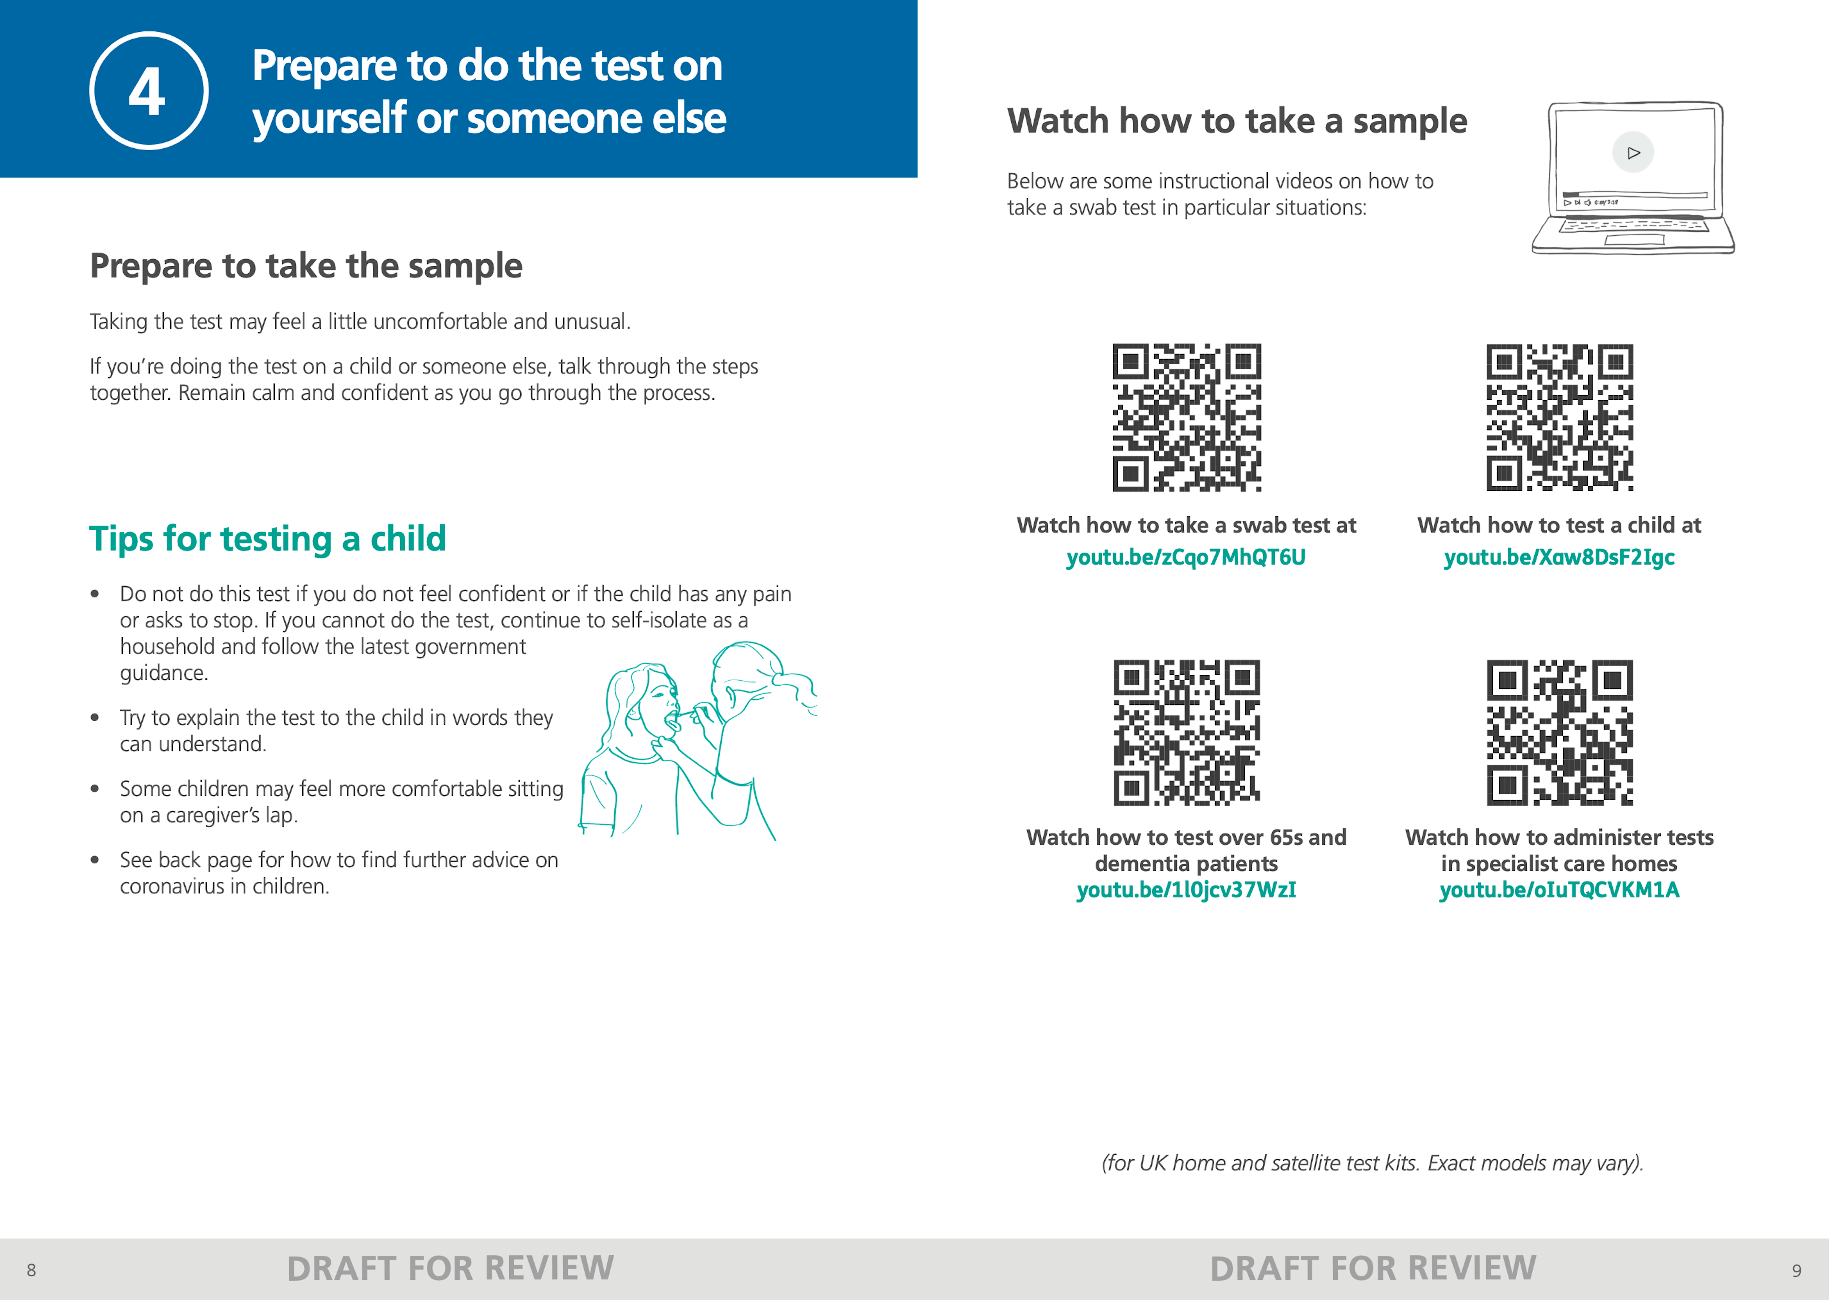 4
Prepare to do the test on
yourself or someone else
Prepare to take the sample
Taking the test may feel a little uncomfortable and unusual.
If you’re doing the test on a child or someone else, talk through the steps
together. Remain calm and confident as you go through the process.
Tips for testing a child
• Do not do this test if you do not feel confident or if the child has any pain
or asks to stop. If you cannot do the test, continue to self-isolate as a
household and follow the latest government
guidance.
• Try to explain the test to the child in words they
can understand.
• Some children may feel more comfortable sitting
on a caregiver’s lap.
• See back page for how to find further advice on
coronavirus in children.
8
DRAFT FOR REVIEW
Watch how to take a sample
Below are some instructional videos on how to
take a swab test in particular situations:
Watch how to take a swab test at
youtu.be/zCqo7MhQT6U
Watch how to test a child at
youtu.be/Xaw8DsF2Igc
Watch how to test over 65s and
dementia patients
youtu.be/1l0jcv37WzI
Watch how to administer tests
in specialist care homes
youtu.be/oIuTQCVKM1A
(for UK home and satellite test kits. Exact models may vary).
DRAFT FOR REVIEW
9